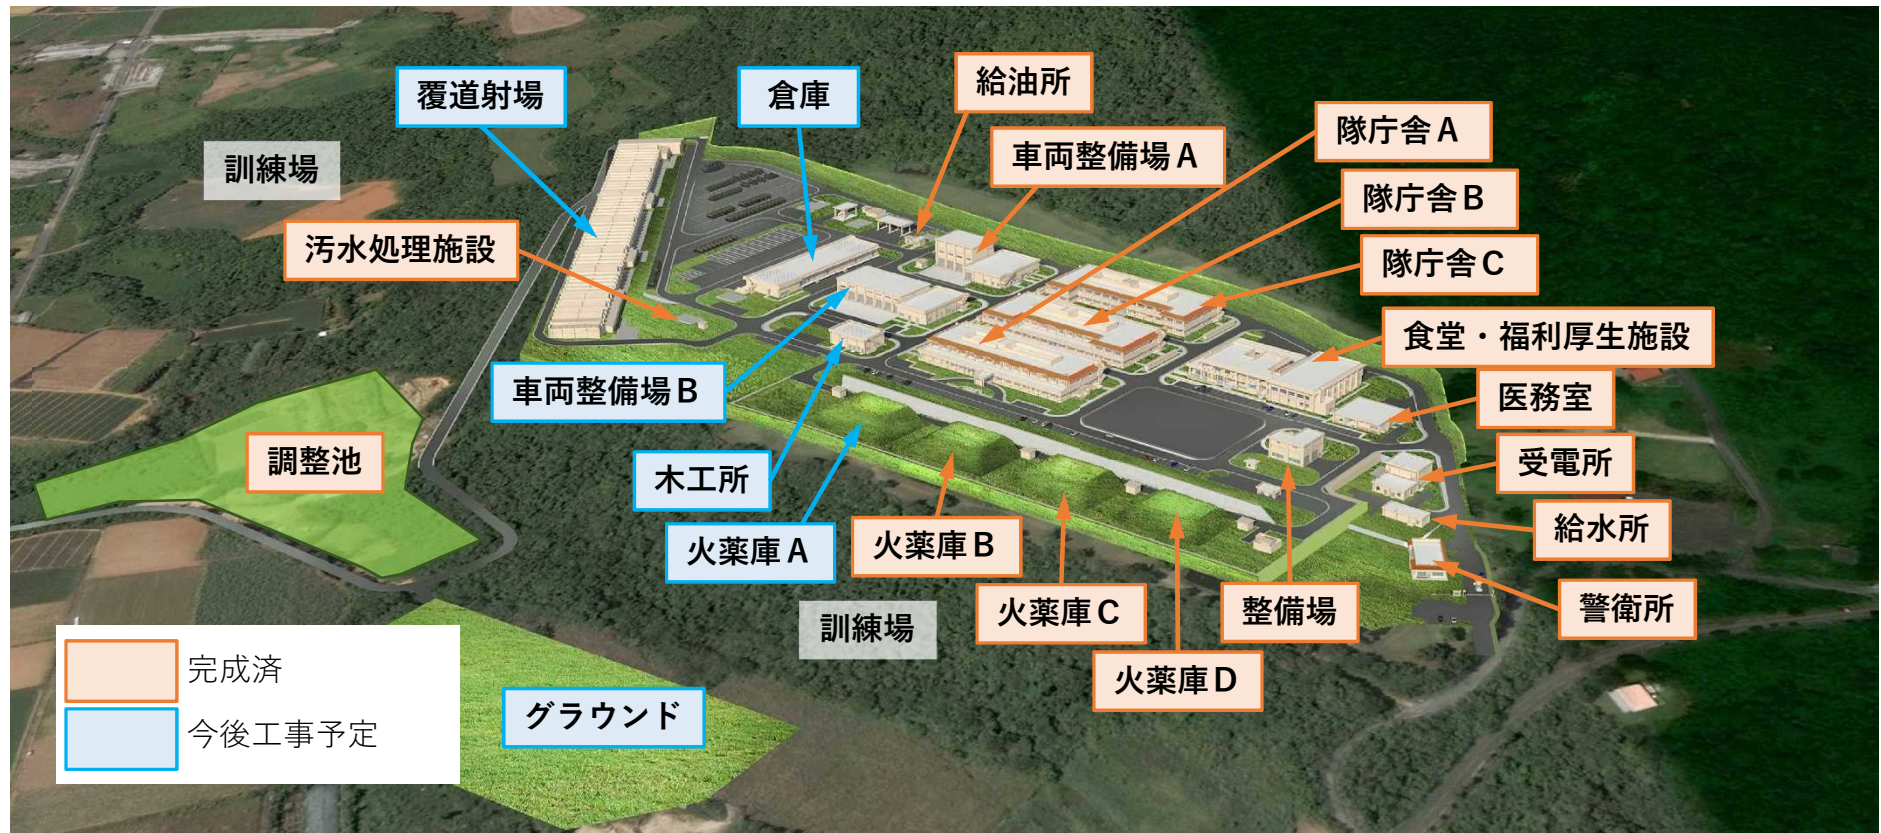 給油所
覆道射場
倉庫
隊庁舎A
車両整備場A
訓練場
隊庁舎B
汚水処理施設
隊庁舎C
食堂・福利厚生施設
車両整備場B
医務室
調整池
受電所
木工所
給水所
火薬庫A
火薬庫B
火薬庫C
整備場
警衛所
訓練場
火薬庫D
完成済
グラウンド
今後工事予定